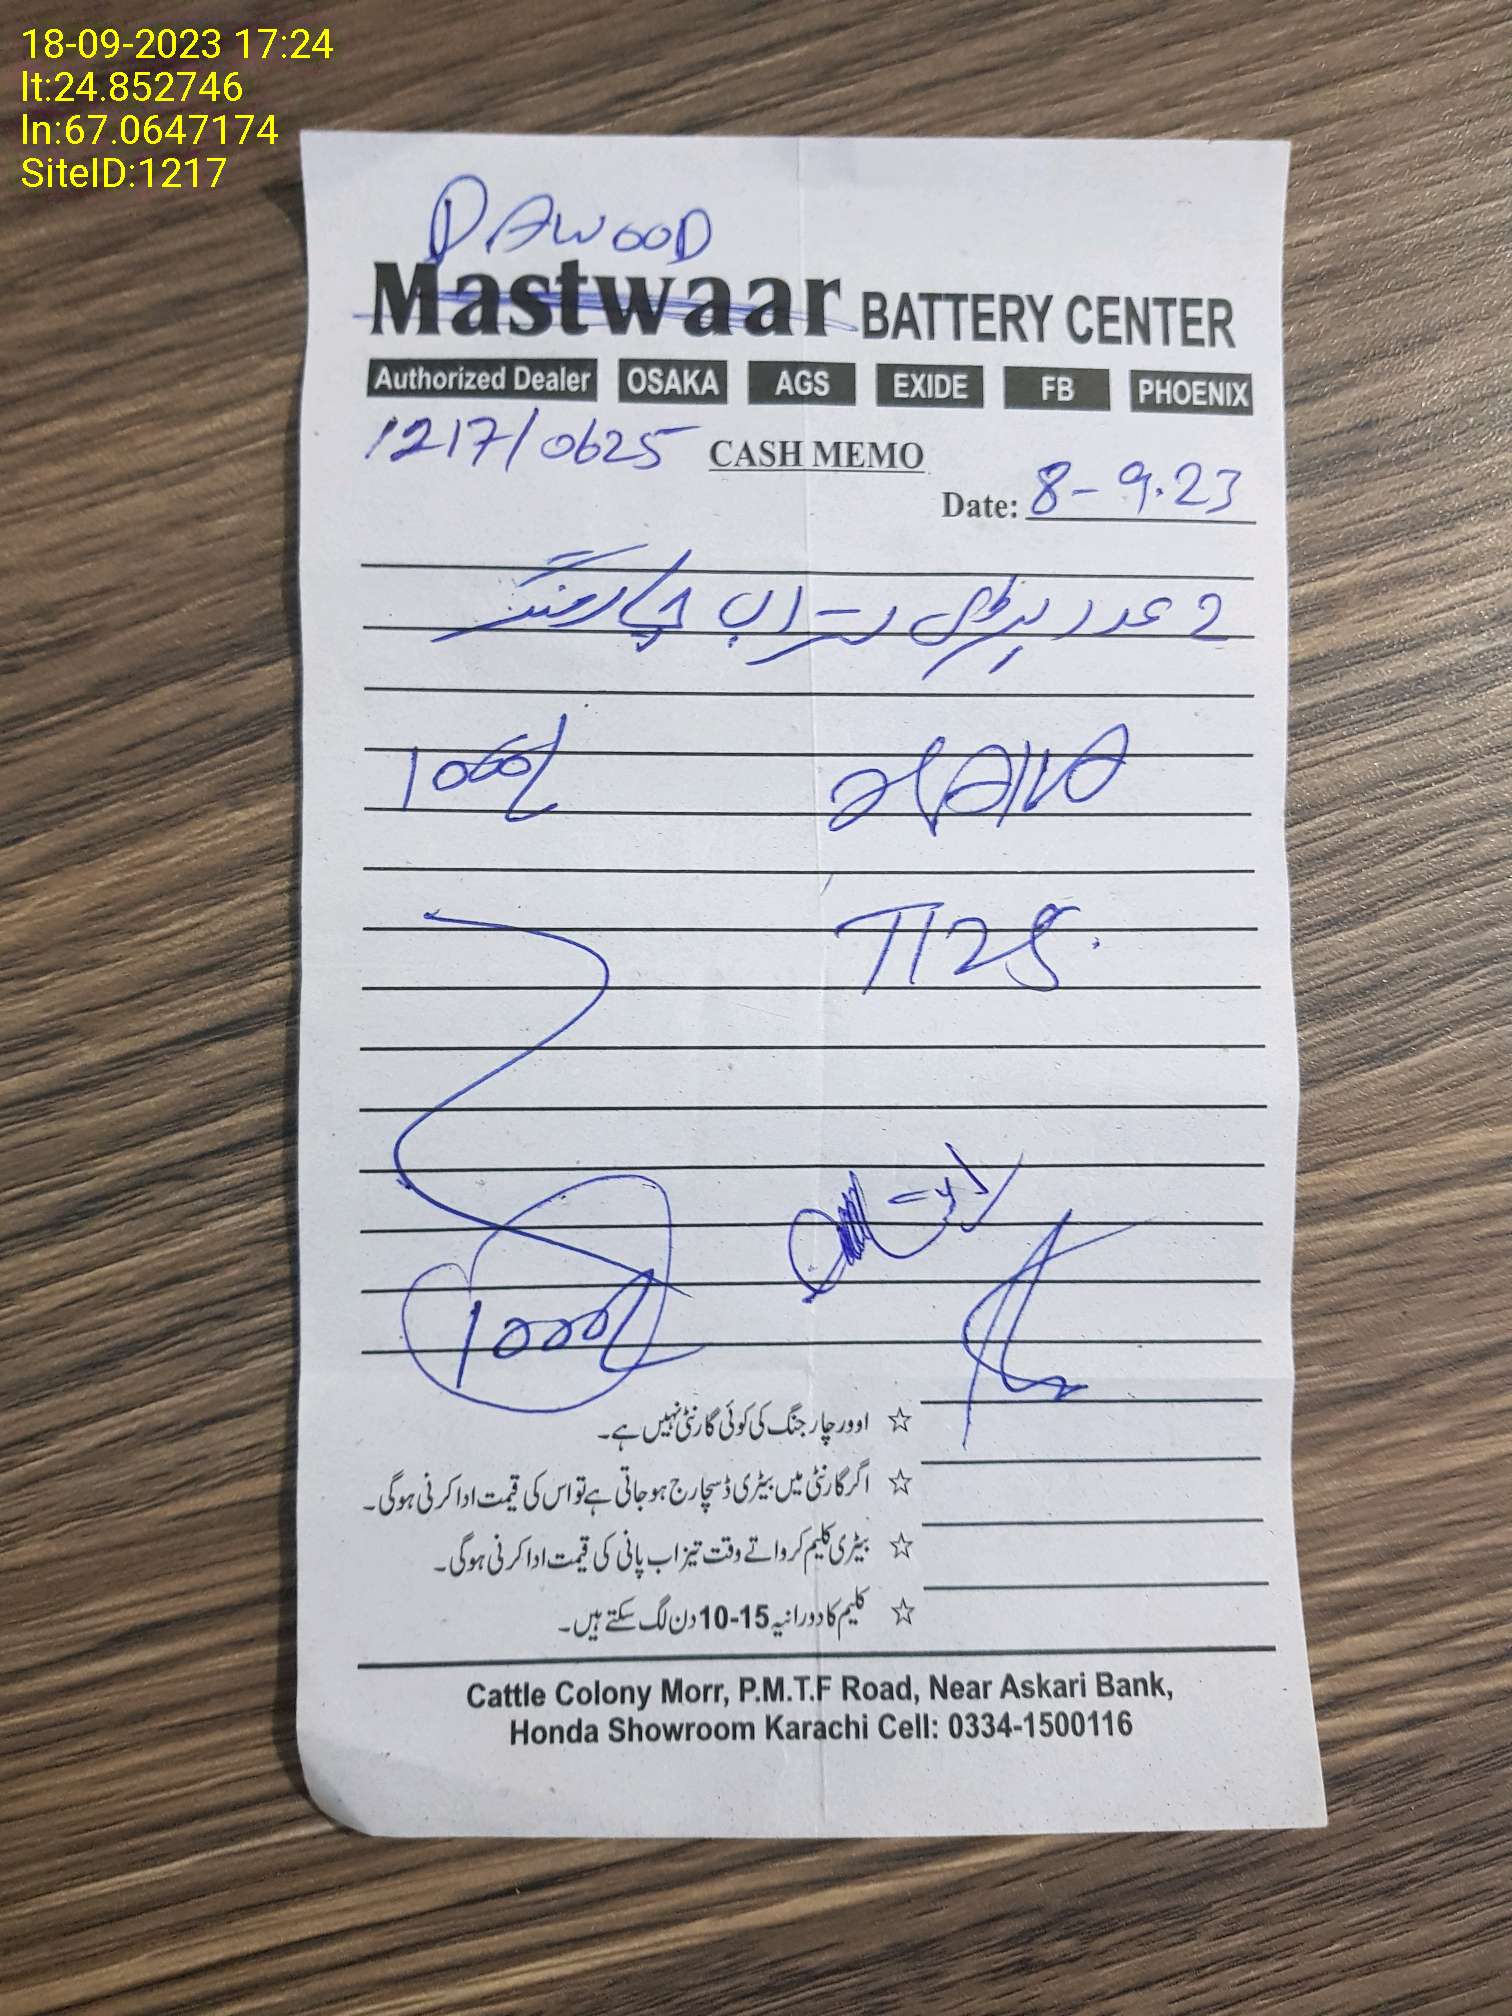 18-09-2023 17:24
lt:24.852746
ln:67.0647174
SiteID:1217
DAWOOD
Mastwaar BATTERY CENTER
Authorized Dealer OSAKA AGS EXIDE FB PHOENIX
1217/0625 CASH MEMO
Date: 8-9.23
2 عدد بیٹری تیزاب چارجنگ
1000/
T125.
1000/
☆ اوور چارجنگ کی کوئی گارنٹی نہیں ہے۔
☆ اگر گارنٹی میں بیٹری ڈسچارج ہوجاتی ہے تو اس کی قیمت ادا کرنی ہوگی۔
☆ بیٹری کلیم کرواتے وقت تیزاب پانی کی قیمت ادا کرنی ہوگی۔
☆ کلیم کا دورانیہ 15-10 دن لگ سکتے ہیں۔
Cattle Colony Morr, P.M.T.F Road, Near Askari Bank,
Honda Showroom Karachi Cell: 0334-1500116